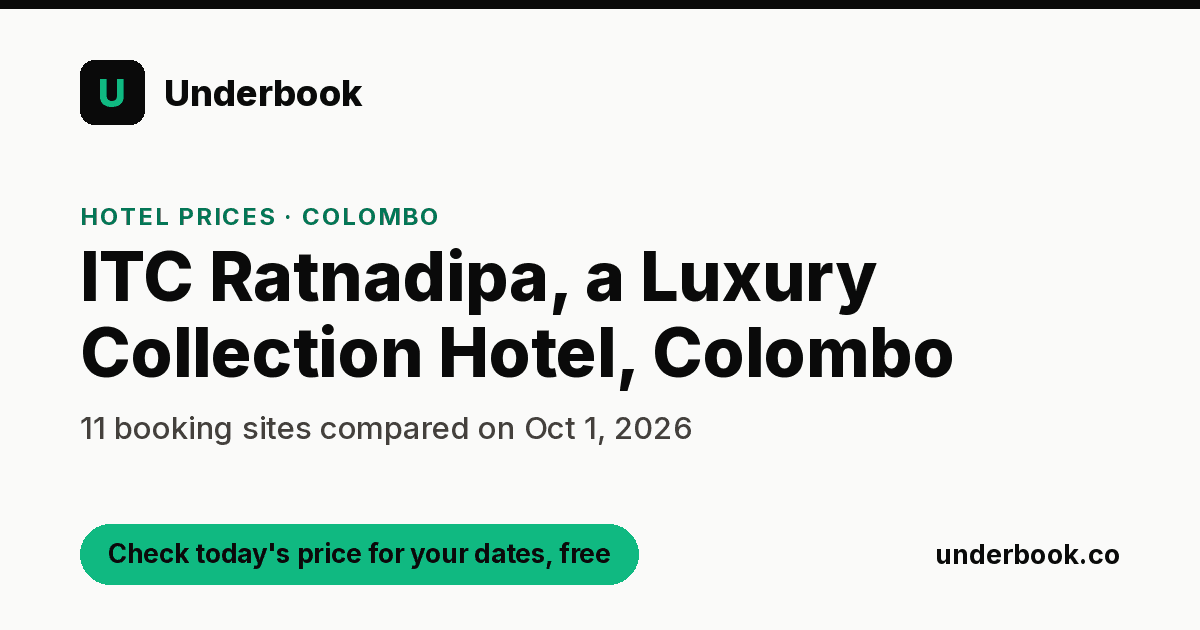 U Underbook
HOTEL PRICES · COLOMBO
ITC Ratnadipa, a Luxury
Collection Hotel, Colombo
11 booking sites compared on Oct 1, 2026
Check today's price for your dates, free
underbook.co